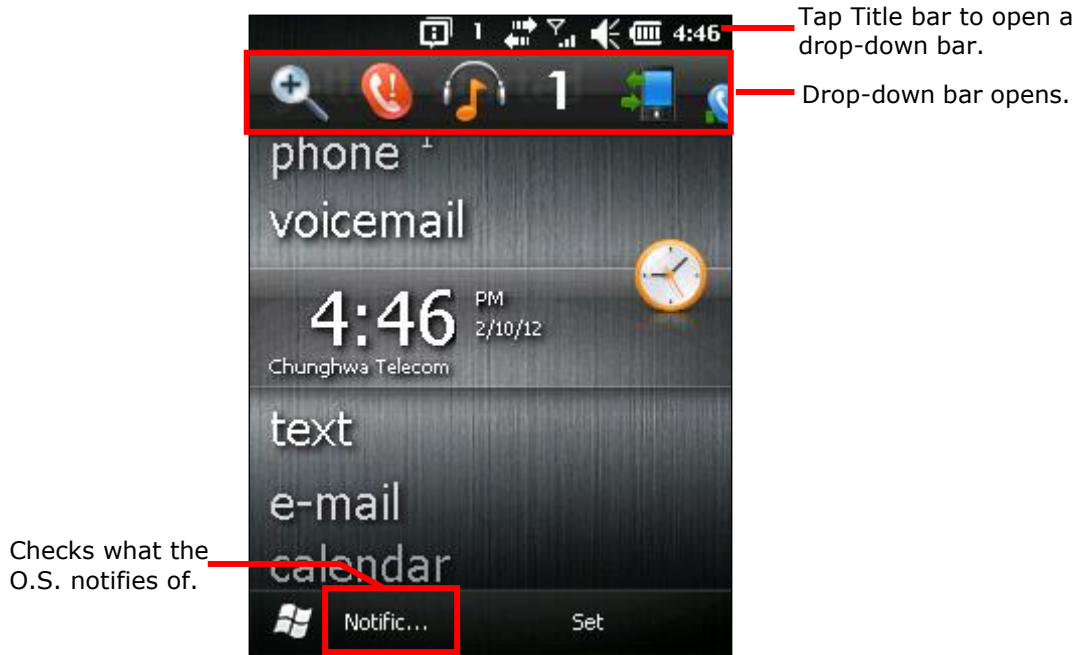 1 4:46
Tap Title bar to open a
drop-down bar.
1
Drop-down bar opens.
phone 1
voicemail
4:46 PM
2/10/12
Chunghwa Telecom
text
e-mail
calendar
Checks what the
O.S. notifies of.
Notific... Set